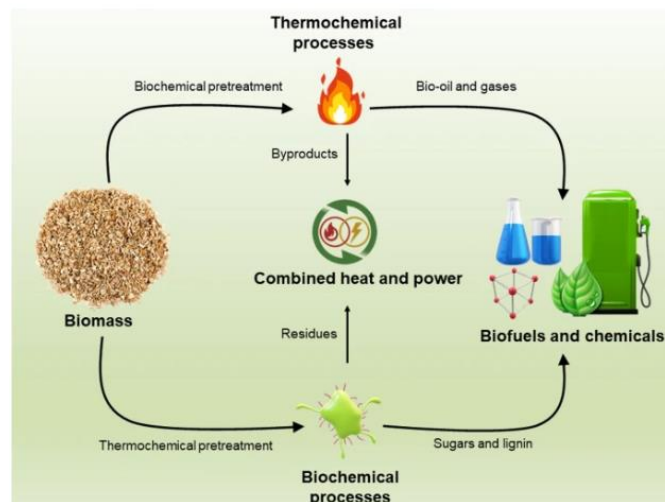 Thermochemical
processes
Biochemical pretreatment
Bio-oil and gases
Byproducts
Combined heat and power
Biomass
Residues
Biofuels and chemicals
Thermochemical pretreatment
Sugars and lignin
Biochemical
processes